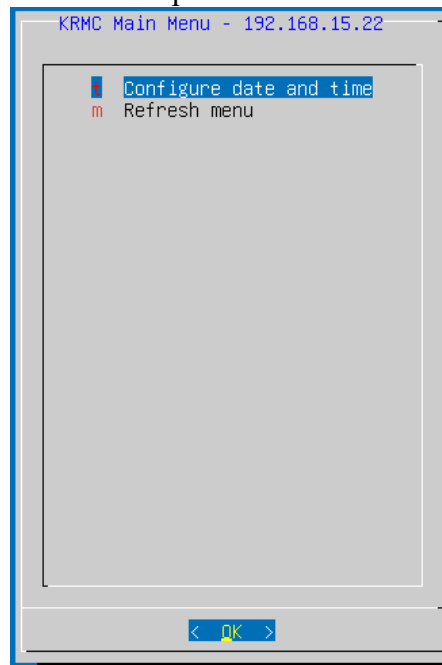 KRMC Main Menu - 192.168.15.22
t Configure date and time
m Refresh menu
< OK >